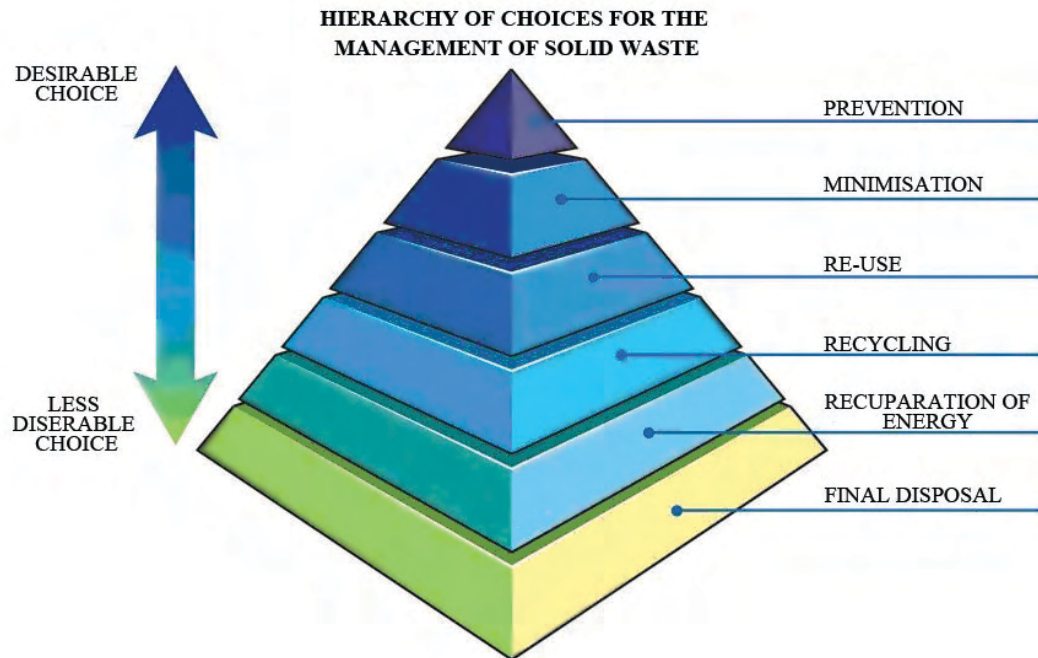 HIERARCHY OF CHOICES FOR THE
MANAGEMENT OF SOLID WASTE
DESIRABLE
CHOICE
PREVENTION
MINIMISATION
RE-USE
RECYCLING
LESS
DISERABLE
CHOICE
RECUPARATION OF
ENERGY
FINAL DISPOSAL